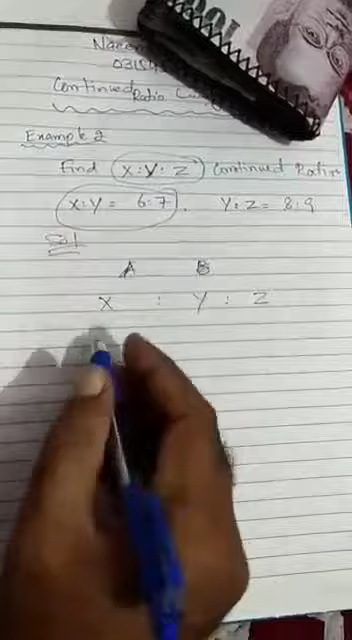 Continued Ratio
Example 2
Find x:y:z Continued Ratio
x:y = 6:7, y:z = 8:9
Sol
A B
x : y : z